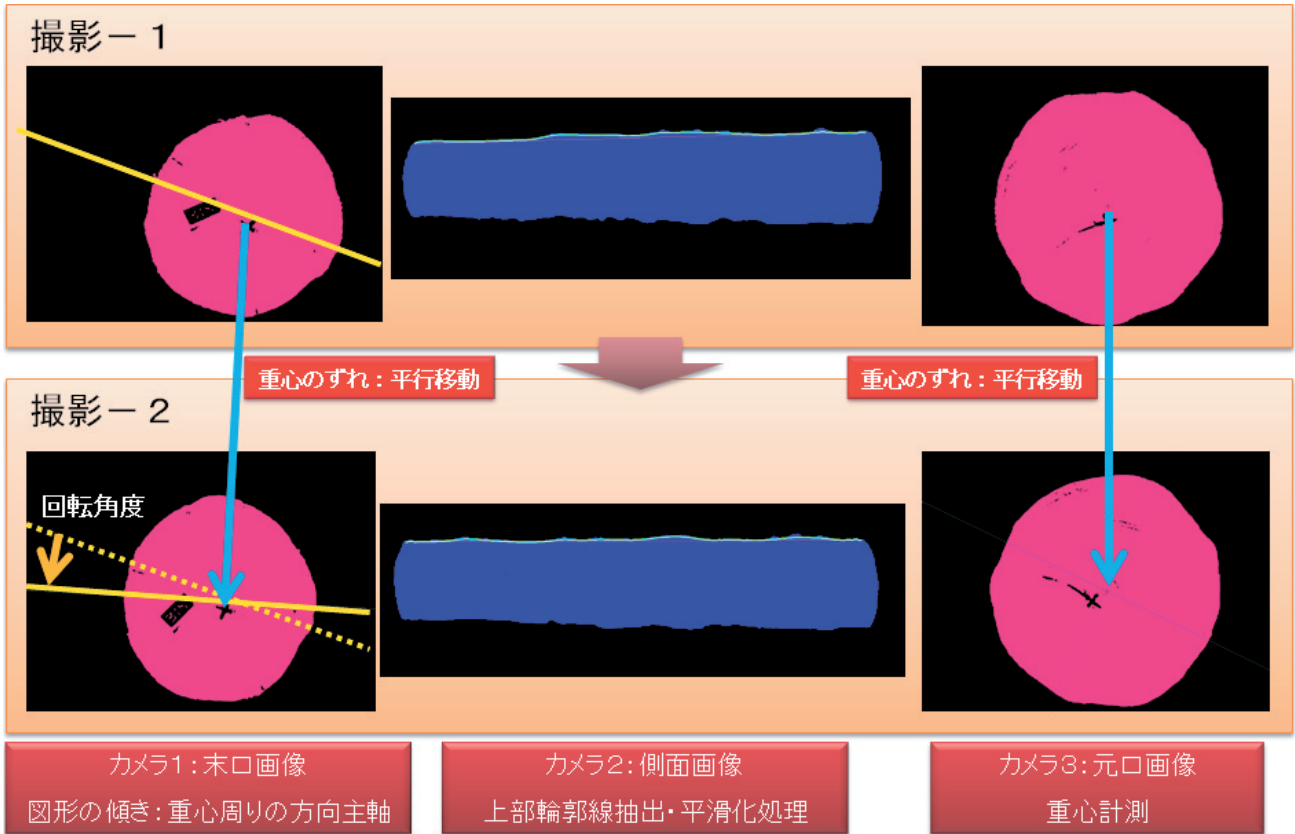 撮影－１
重心のずれ：平行移動
重心のずれ：平行移動
撮影－２
回転角度
カメラ1：末口画像
図形の傾き：重心周りの方向主軸
カメラ2：側面画像
上部輪郭線抽出・平滑化処理
カメラ3：元口画像
重心計測